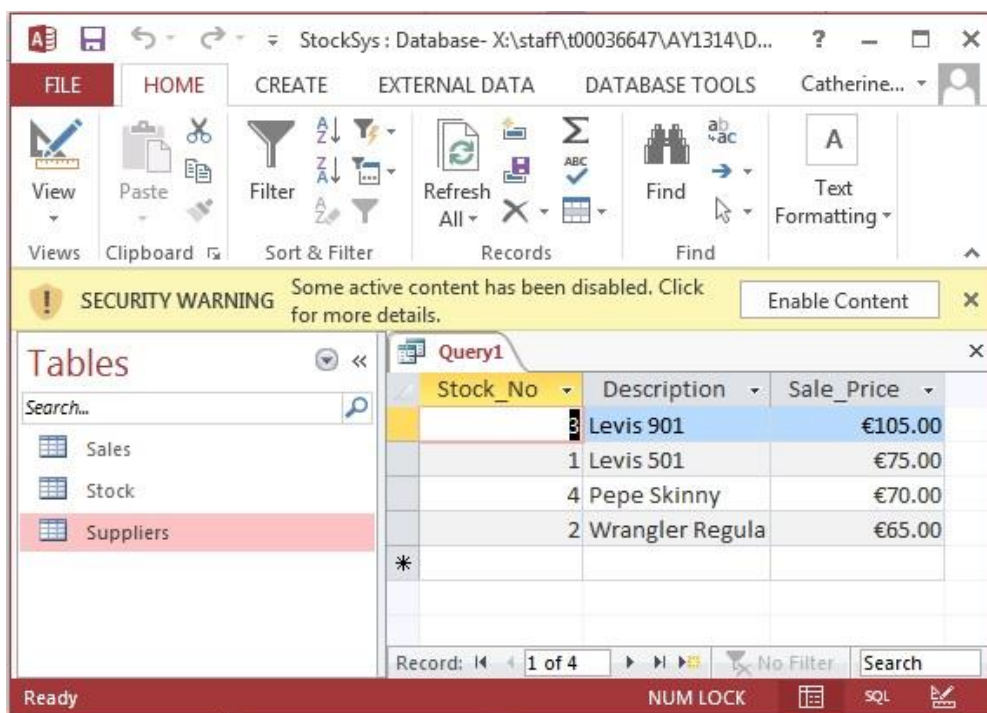 StockSys : Database- X:\staff\t00036647\AY1314\D... ?
FILE HOME CREATE EXTERNAL DATA DATABASE TOOLS Catherine...
View
Paste
Filter
Refresh
All
ABC
Find
ab
ac
A
Text
Formatting
Views Clipboard Sort & Filter Records Find
! SECURITY WARNING Some active content has been disabled. Click
for more details.
Enable Content
Tables
Search...
Sales
Stock
Suppliers
Query1
Stock_No Description Sale_Price
3 Levis 901 €105.00
1 Levis 501 €75.00
4 Pepe Skinny €70.00
2 Wrangler Regula €65.00
Record: 1 of 4 No Filter Search
Ready NUM LOCK SQL